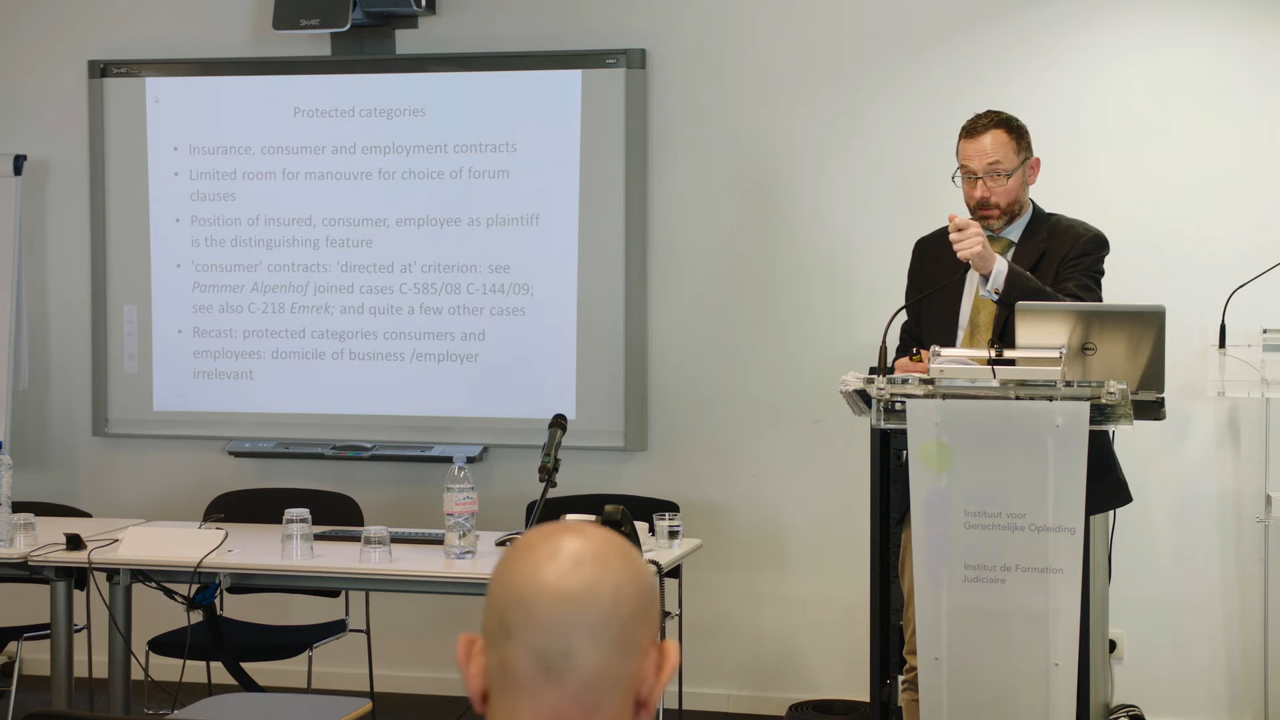 SMART
SMART
Protected categories
• Insurance, consumer and employment contracts
• Limited room for manouvre for choice of forum
clauses
• Position of insured, consumer, employee as plaintiff
is the distinguishing feature
• 'consumer' contracts: 'directed at' criterion: see
Pammer Alpenhof joined cases C-585/08 C-144/09;
see also C-218 Emrek; and quite a few other cases
• Recast: protected categories consumers and
employees: domicile of business /employer
irrelevant
DELL
Instituut voor
Gerechtelijke Opleiding
Institut de Formation
Judiciaire